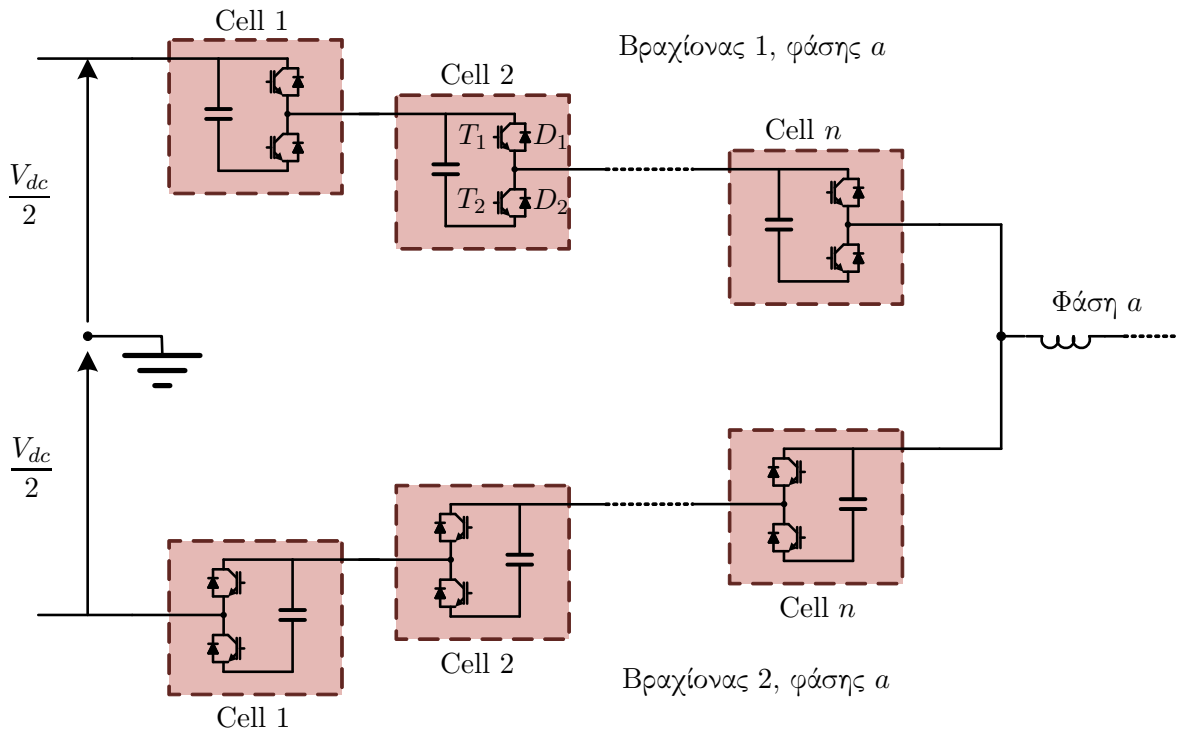 Cell 1
Βραχίονας 1, φάσης a
Cell 2
Cell n
T1 D1
T2 D2
Vdc
2
Φάση a
Vdc
2
Cell n
Cell 2
Βραχίονας 2, φάσης a
Cell 1